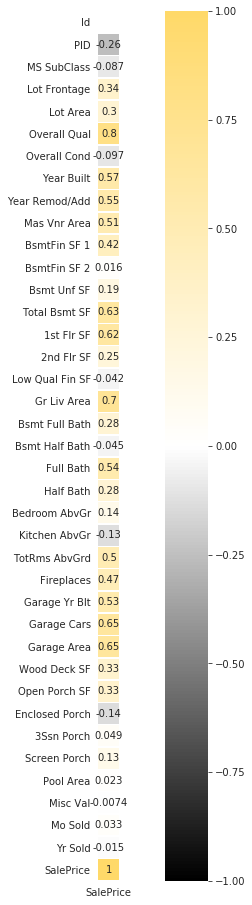 Id
PID -0.26
MS SubClass -0.087
Lot Frontage 0.34
Lot Area 0.3
Overall Qual 0.8
Overall Cond -0.097
Year Built 0.57
Year Remod/Add 0.55
Mas Vnr Area 0.51
BsmtFin SF 1 0.42
BsmtFin SF 2 0.016
Bsmt Unf SF 0.19
Total Bsmt SF 0.63
1st Flr SF 0.62
2nd Flr SF 0.25
Low Qual Fin SF -0.042
Gr Liv Area 0.7
Bsmt Full Bath 0.28
Bsmt Half Bath -0.045
Full Bath 0.54
Half Bath 0.28
Bedroom AbvGr 0.14
Kitchen AbvGr -0.13
TotRms AbvGrd 0.5
Fireplaces 0.47
Garage Yr Blt 0.53
Garage Cars 0.65
Garage Area 0.65
Wood Deck SF 0.33
Open Porch SF 0.33
Enclosed Porch -0.14
3Ssn Porch 0.049
Screen Porch 0.13
Pool Area 0.023
Misc Val -0.0074
Mo Sold 0.033
Yr Sold -0.015
SalePrice 1
SalePrice
1.00
0.75
0.50
0.25
0.00
−0.25
−0.50
−0.75
−1.00